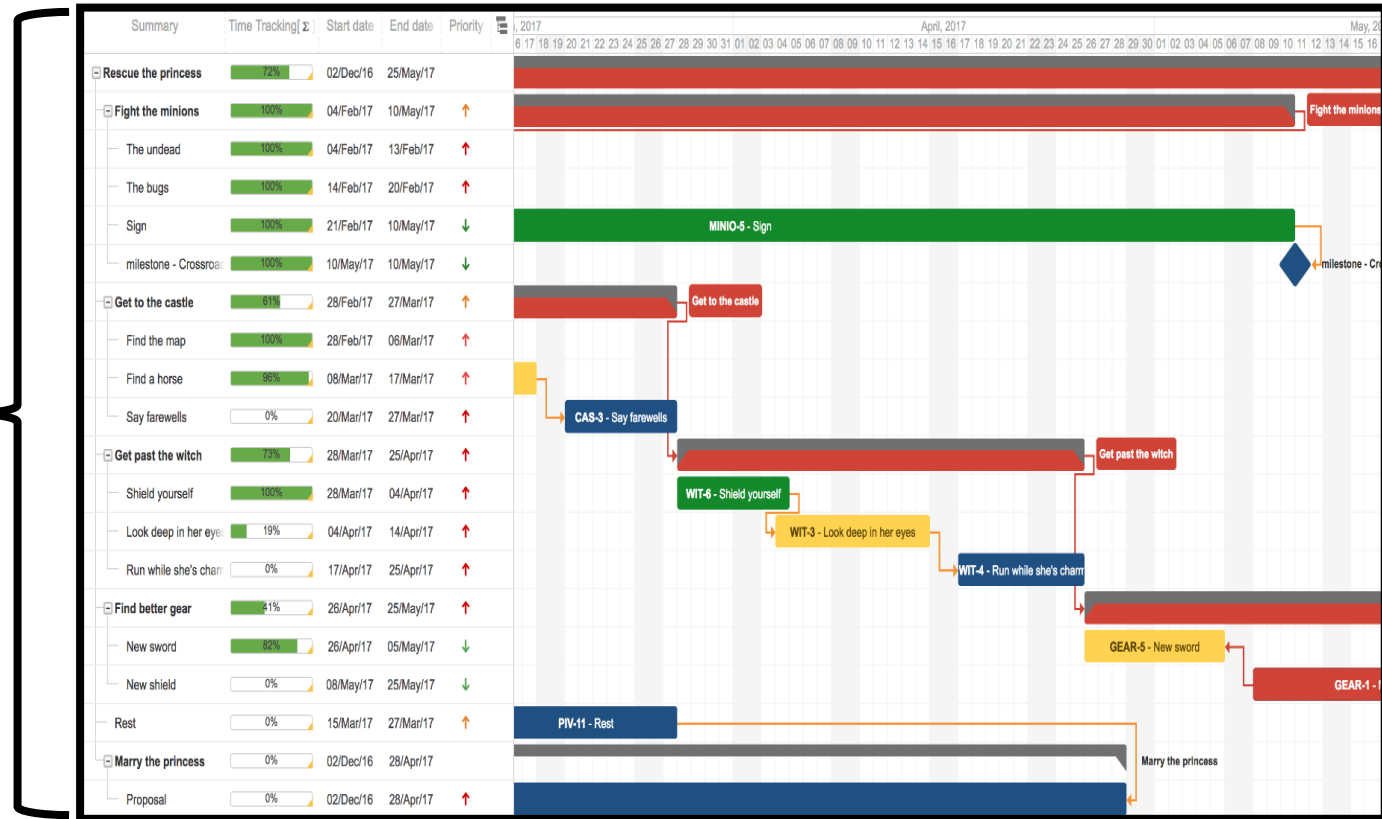 Summary Time Tracking[ Σ ] Start date End date Priority , 2017 April, 2017 May, 20
6 17 18 19 20 21 22 23 24 25 26 27 28 29 30 31 01 02 03 04 05 06 07 08 09 10 11 12 13 14 15 16 17 18 19 20 21 22 23 24 25 26 27 28 29 30 01 02 03 04 05 06 07 08 09 10 11 12 13 14 15 16
Rescue the princess 72% 02/Dec/16 25/May/17
Fight the minions 100% 04/Feb/17 10/May/17 Fight the minions
The undead 100% 04/Feb/17 13/Feb/17
The bugs 100% 14/Feb/17 20/Feb/17
Sign 100% 21/Feb/17 10/May/17 MINIO-5 - Sign
milestone - Crossroad 100% 10/May/17 10/May/17 milestone - Cro
Get to the castle 61% 28/Feb/17 27/Mar/17 Get to the castle
Find the map 100% 28/Feb/17 06/Mar/17
Find a horse 96% 08/Mar/17 17/Mar/17
Say farewells 0% 20/Mar/17 27/Mar/17 CAS-3 - Say farewells
Get past the witch 73% 28/Mar/17 25/Apr/17 Get past the witch
Shield yourself 100% 28/Mar/17 04/Apr/17 WIT-6 - Shield yourself
Look deep in her eye 19% 04/Apr/17 14/Apr/17 WIT-3 - Look deep in her eyes
Run while she's charm 0% 17/Apr/17 25/Apr/17 WIT-4 - Run while she's charm
Find better gear 41% 26/Apr/17 25/May/17
New sword 82% 26/Apr/17 05/May/17 GEAR-5 - New sword
New shield 0% 08/May/17 25/May/17 GEAR-1 -
Rest 0% 15/Mar/17 27/Mar/17 PIV-11 - Rest
Marry the princess 0% 02/Dec/16 28/Apr/17 Marry the princess
Proposal 0% 02/Dec/16 28/Apr/17